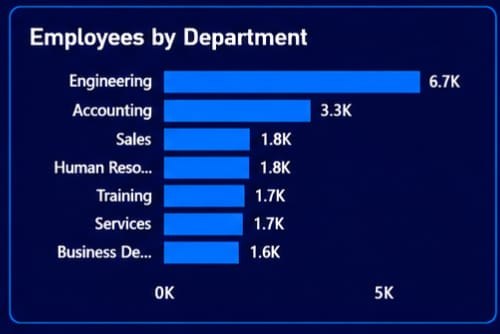 Employees by Department
Engineering 6.7K
Accounting 3.3K
Sales 1.8K
Human Reso... 1.8K
Training 1.7K
Services 1.7K
Business De... 1.6K
0K 5K